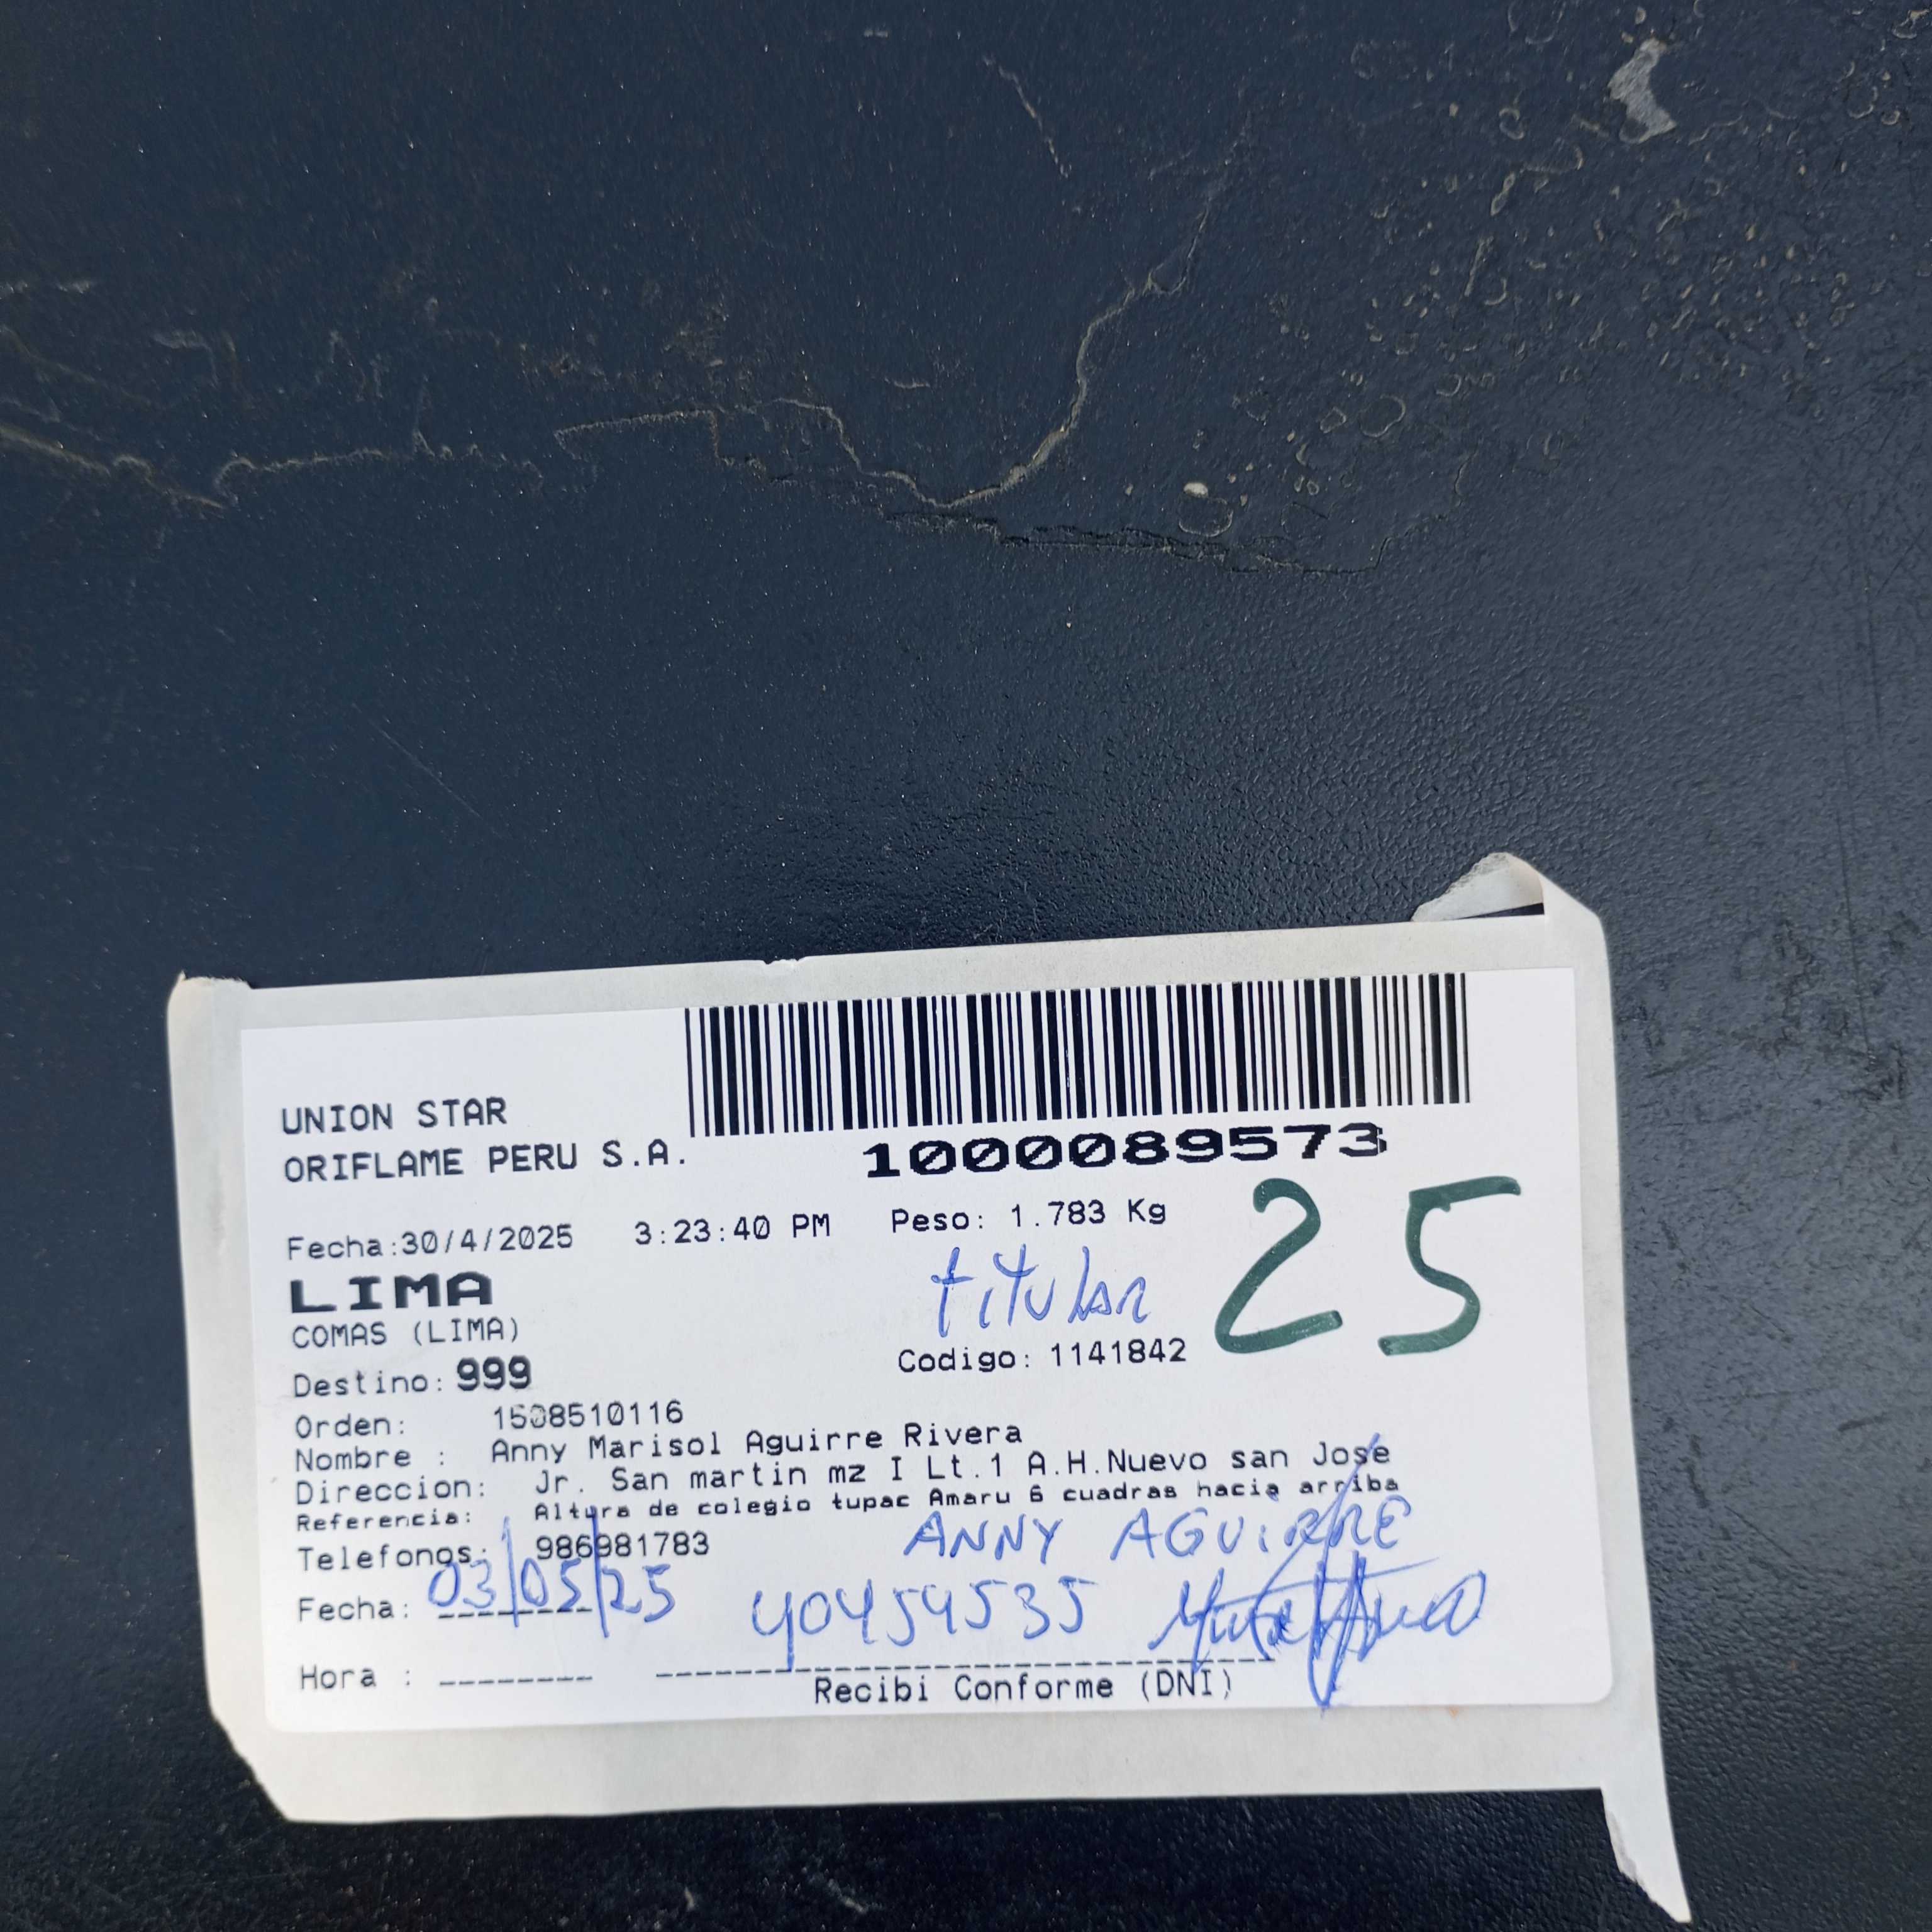 UNION STAR
ORIFLAME PERU S.A.
1000089573
Fecha:30/4/2025 3:23:40 PM Peso: 1.783 Kg
25
LIMA
titular
COMAS (LIMA)
Destino: 999 Codigo: 1141842
Orden: 1508510116
Nombre : Anny Marisol Aguirre Rivera
Direccion: Jr. San martin mz I Lt.1 A.H.Nuevo san Jose
Referencia: Altura de colegio tupac Amaru 6 cuadras hacia arriba
Telefonos: 986981783 ANNY AGUIRRE
Fecha: 03/05/25 40454535
Hora :
Recibi Conforme (DNI)